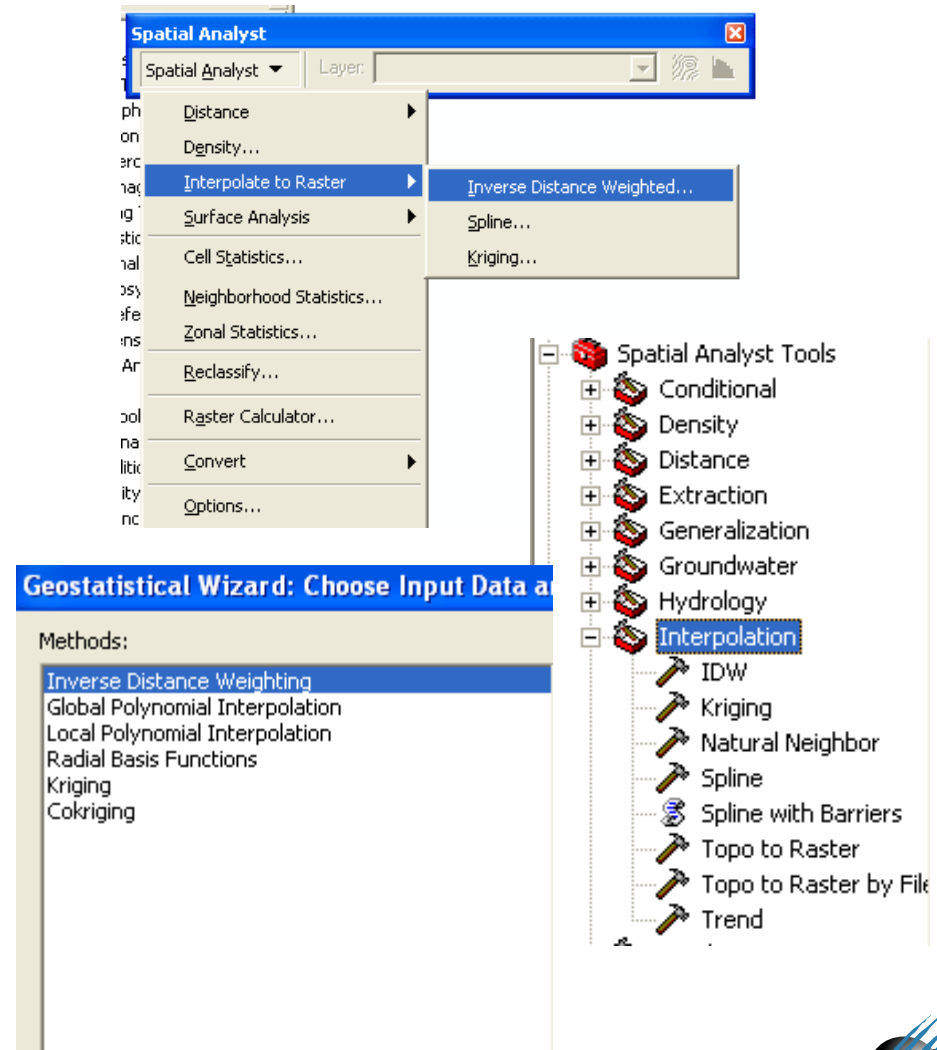 Spatial Analyst
Spatial Analyst
Layer:
Distance
Density...
Interpolate to Raster
Surface Analysis
Cell Statistics...
Neighborhood Statistics...
Zonal Statistics...
Reclassify...
Raster Calculator...
Convert
Options...
Inverse Distance Weighted...
Spline...
Kriging...
Spatial Analyst Tools
Conditional
Density
Distance
Extraction
Generalization
Groundwater
Hydrology
Interpolation
IDW
Kriging
Natural Neighbor
Spline
Spline with Barriers
Topo to Raster
Topo to Raster by File
Trend
Geostatistical Wizard: Choose Input Data a
Methods:
Inverse Distance Weighting
Global Polynomial Interpolation
Local Polynomial Interpolation
Radial Basis Functions
Kriging
Cokriging